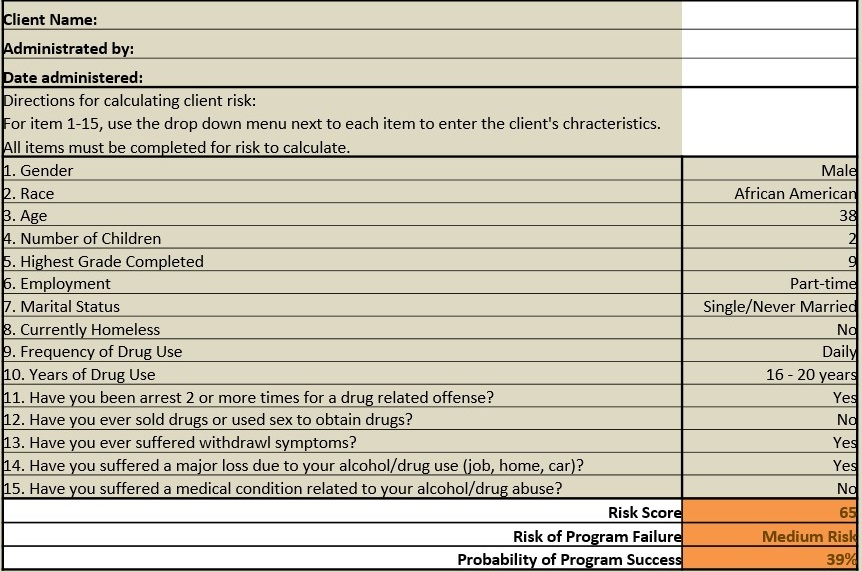 Client Name:
Administrated by:
Date administered:
Directions for calculating client risk:
For item 1-15, use the drop down menu next to each item to enter the client's chracteristics.
All items must be completed for risk to calculate.
1. Gender Male
2. Race African American
3. Age 38
4. Number of Children 2
5. Highest Grade Completed 9
6. Employment Part-time
7. Marital Status Single/Never Married
8. Currently Homeless No
9. Frequency of Drug Use Daily
10. Years of Drug Use 16 - 20 years
11. Have you been arrest 2 or more times for a drug related offense? Yes
12. Have you ever sold drugs or used sex to obtain drugs? No
13. Have you ever suffered withdrawl symptoms? Yes
14. Have you suffered a major loss due to your alcohol/drug use (job, home, car)? Yes
15. Have you suffered a medical condition related to your alcohol/drug abuse? No
Risk Score 65
Risk of Program Failure Medium Risk
Probability of Program Success 39%